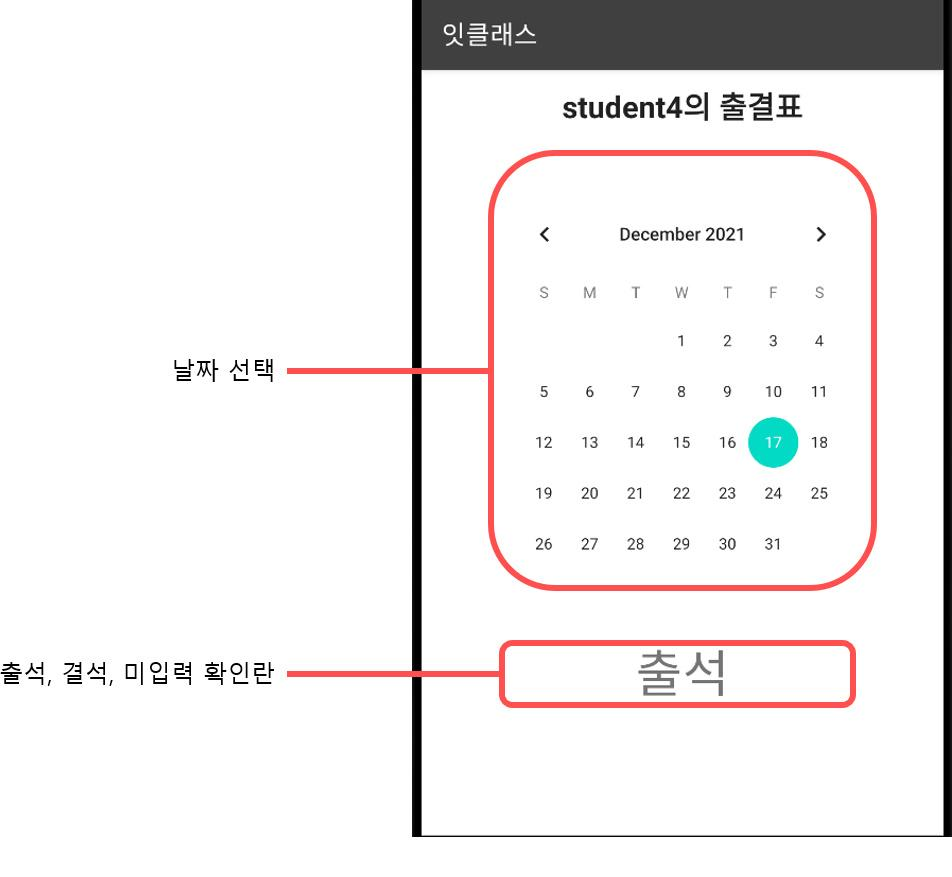 잇클래스
student4의 출결표
December 2021
S M T W T F S
1 2 3 4
날짜 선택
5 6 7 8 9 10 11
12 13 14 15 16 17 18
19 20 21 22 23 24 25
26 27 28 29 30 31
출석, 결석, 미입력 확인란
출석